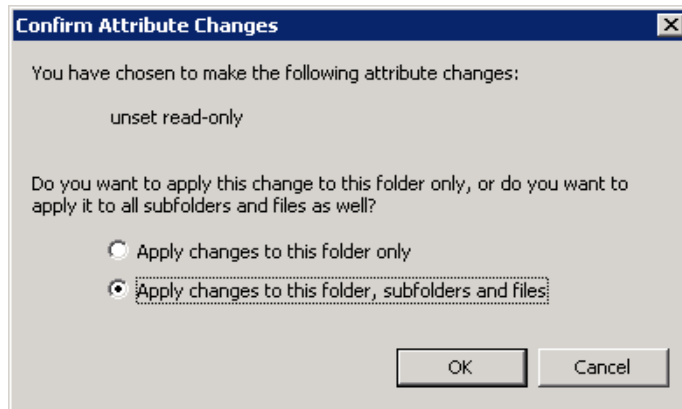 Confirm Attribute Changes
You have chosen to make the following attribute changes:
unset read-only
Do you want to apply this change to this folder only, or do you want to
apply it to all subfolders and files as well?
Apply changes to this folder only
Apply changes to this folder, subfolders and files
OK Cancel